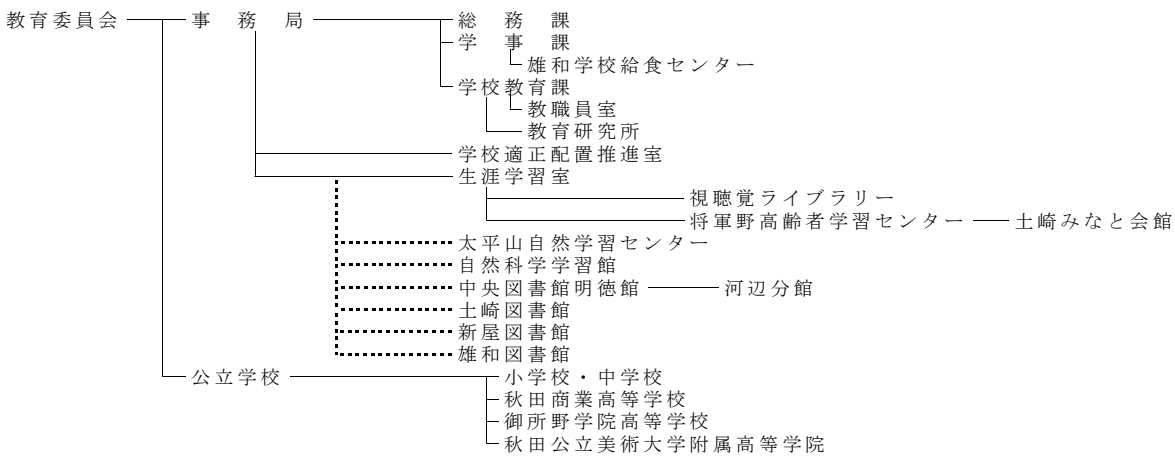 教育委員会 事務局 総務課
学事課
雄和学校給食センター
学校教育課
教職員室
教育研究所
学校適正配置推進室
生涯学習室
視聴覚ライブラリー
将軍野高齢者学習センター 土崎みなと会館
太平山自然学習センター
自然科学学習館
中央図書館明徳館 河辺分館
土崎図書館
新屋図書館
雄和図書館
公立学校 小学校・中学校
秋田商業高等学校
御所野学院高等学校
秋田公立美術大学附属高等学院